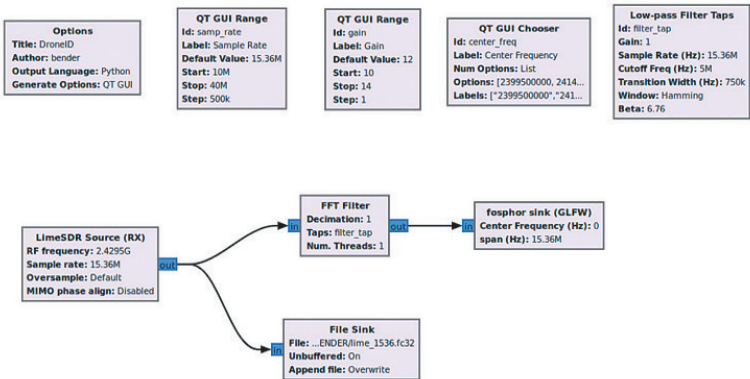 Options
Title: DroneID
Author: bender
Output Language: Python
Generate Options: QT GUI
QT GUI Range
Id: samp_rate
Label: Sample Rate
Default Value: 15.36M
Start: 10M
Stop: 40M
Step: 500k
QT GUI Range
Id: gain
Label: Gain
Default Value: 12
Start: 10
Stop: 14
Step: 1
QT GUI Chooser
Id: center_freq
Label: Center Frequency
Num Options: List
Options: [2399500000, 2414...
Labels: ["2399500000","241...
Low-pass Filter Taps
Id: filter_tap
Gain: 1
Sample Rate (Hz): 15.36M
Cutoff Freq (Hz): 5M
Transition Width (Hz): 750k
Window: Hamming
Beta: 6.76
LimeSDR Source (RX)
RF frequency: 2.4295G
Sample rate: 15.36M
Oversample: Default
MIMO phase align: Disabled
out
in
FFT Filter
Decimation: 1
Taps: filter_tap
Num. Threads: 1
out
in
fosphor sink (GLFW)
Center Frequency (Hz): 0
span (Hz): 15.36M
in
File Sink
File: ...ENDER/lime_1536.fc32
Unbuffered: On
Append file: Overwrite